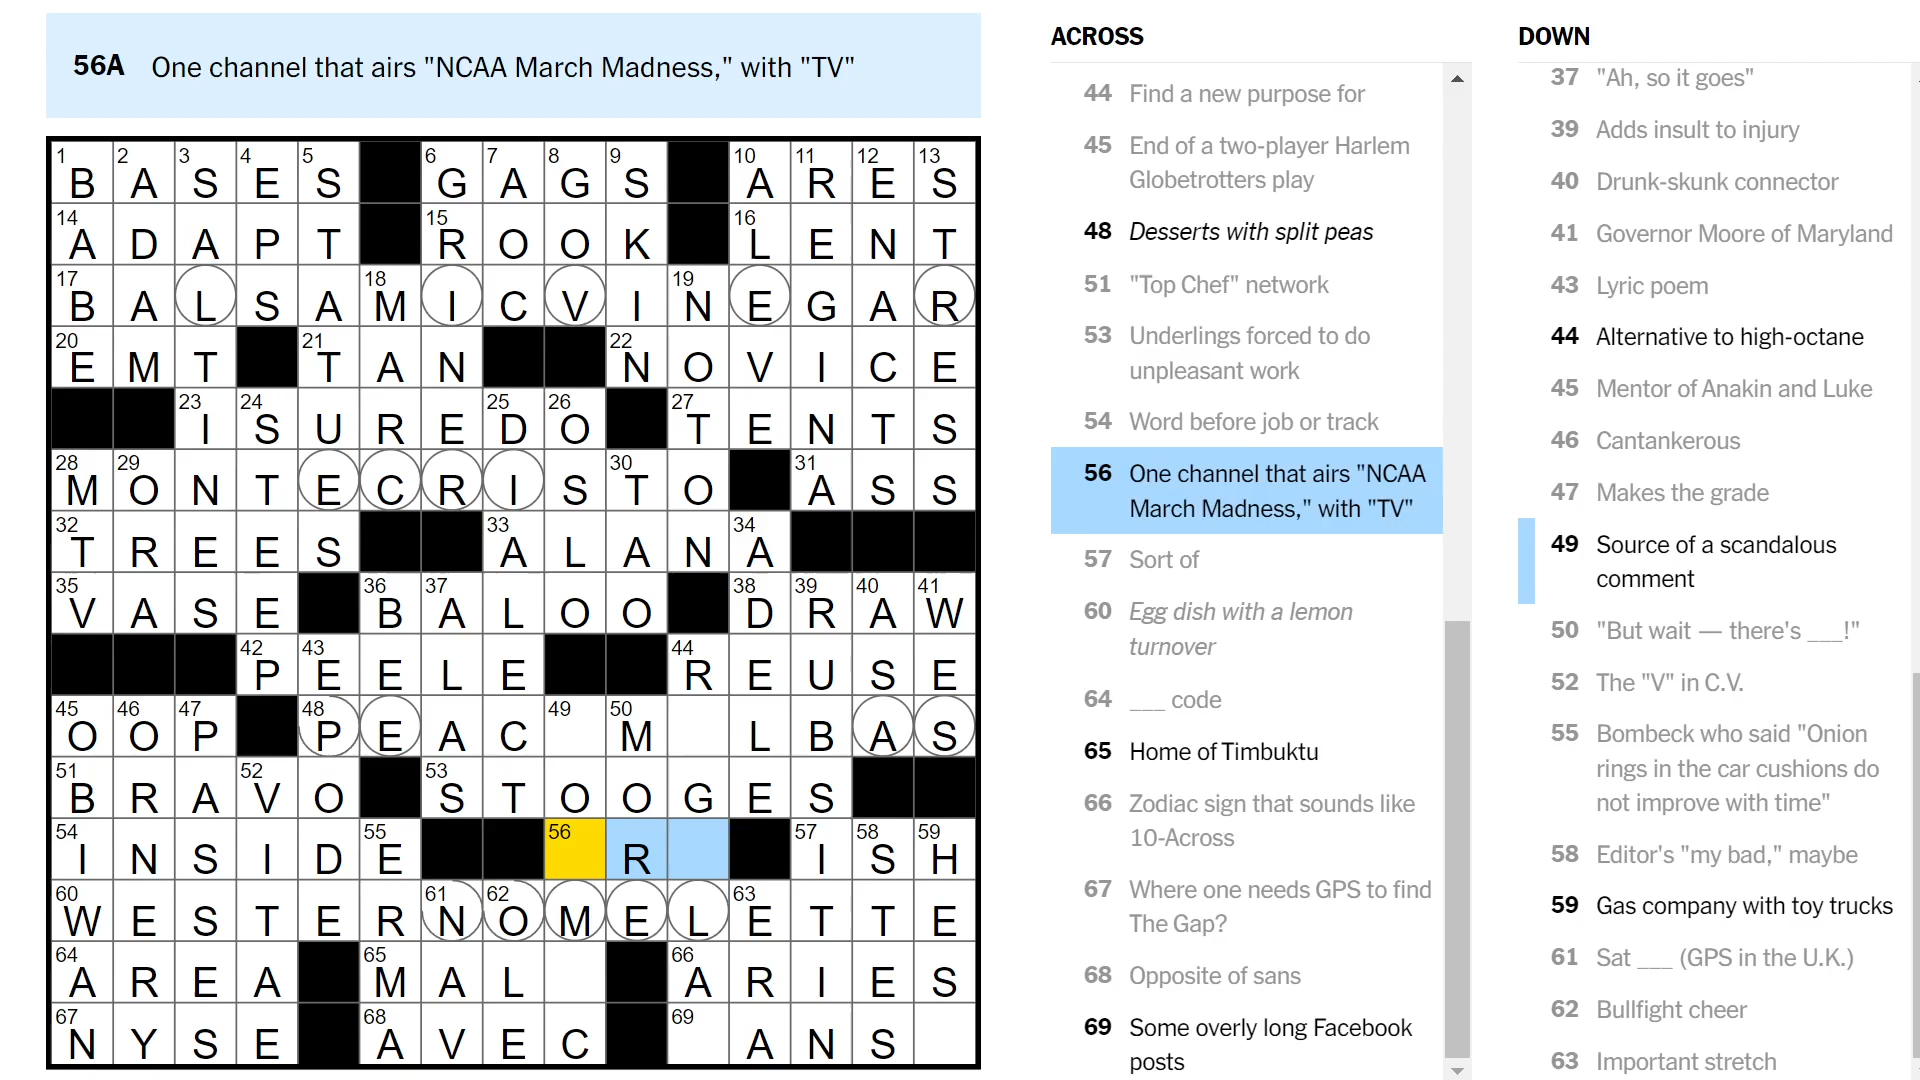 56A One channel that airs "NCAA March Madness," with "TV"
1 2 3 4 5 6 7 8 9 10 11 12 13
B A S E S G A G S A R E S
14 15 16
A D A P T R O O K L E N T
17 18 19
B A L S A M I C V I N E G A R
20 21 22
E M T T A N N O V I C E
23 24 25 26 27
I S U R E D O T E N T S
28 29 30 31
M O N T E C R I S T O A S S
32 33 34
T R E E S A L A N A
35 36 37 38 39 40 41
V A S E B A L O O D R A W
42 43 44
P E E L E R E U S E
45 46 47 48 49 50
O O P P E A C M L B A S
51 52 53
B R A V O S T O O G E S
54 55 56 57 58 59
I N S I D E R I S H
60 61 62 63
W E S T E R N O M E L E T T E
64 65 66
A R E A M A L A R I E S
67 68 69
N Y S E A V E C A N S
ACROSS
44 Find a new purpose for
45 End of a two-player Harlem
Globetrotters play
48 Desserts with split peas
51 "Top Chef" network
53 Underlings forced to do
unpleasant work
54 Word before job or track
56 One channel that airs "NCAA
March Madness," with "TV"
57 Sort of
60 Egg dish with a lemon
turnover
64 ___ code
65 Home of Timbuktu
66 Zodiac sign that sounds like
10-Across
67 Where one needs GPS to find
The Gap?
68 Opposite of sans
69 Some overly long Facebook
posts
DOWN
37 "Ah, so it goes"
39 Adds insult to injury
40 Drunk-skunk connector
41 Governor Moore of Maryland
43 Lyric poem
44 Alternative to high-octane
45 Mentor of Anakin and Luke
46 Cantankerous
47 Makes the grade
49 Source of a scandalous
comment
50 "But wait — there's ___!"
52 The "V" in C.V.
55 Bombeck who said "Onion
rings in the car cushions do
not improve with time"
58 Editor's "my bad," maybe
59 Gas company with toy trucks
61 Sat ___ (GPS in the U.K.)
62 Bullfight cheer
63 Important stretch